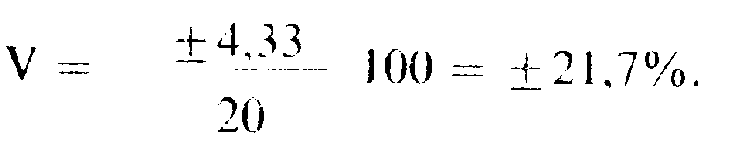 V = ±4,33 / 20 100 = ±21,7%.